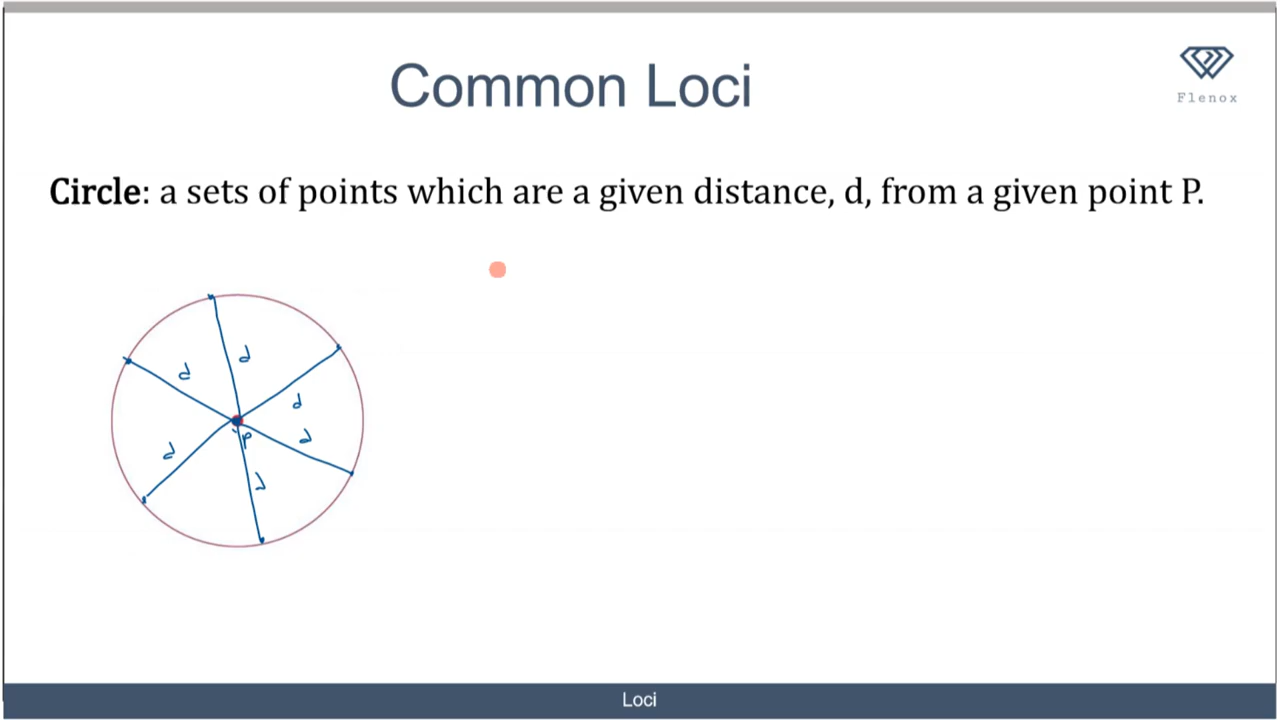 Common Loci
Flenox
Circle: a sets of points which are a given distance, d, from a given point P.
d
d
d
d
P
d
d
Loci